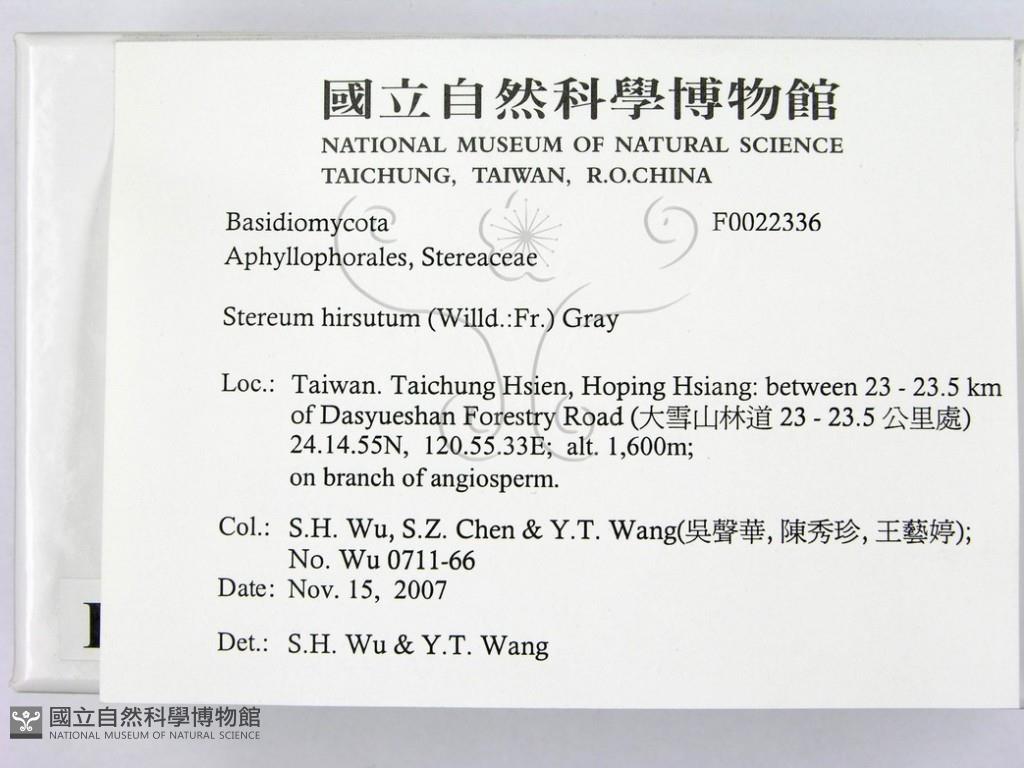 國立自然科學博物館
NATIONAL MUSEUM OF NATURAL SCIENCE
TAICHUNG, TAIWAN, R.O.CHINA
Basidiomycota F0022336
Aphyllophorales, Stereaceae
Stereum hirsutum (Willd.:Fr.) Gray
Loc.: Taiwan. Taichung Hsien, Hoping Hsiang: between 23 - 23.5 km
of Dasyueshan Forestry Road (大雪山林道 23 - 23.5 公里處)
24.14.55N, 120.55.33E; alt. 1,600m;
on branch of angiosperm.
Col.: S.H. Wu, S.Z. Chen & Y.T. Wang(吳聲華, 陳秀珍, 王藝婷);
No. Wu 0711-66
Date: Nov. 15, 2007
Det.: S.H. Wu & Y.T. Wang
國立自然科學博物館
NATIONAL MUSEUM OF NATURAL SCIENCE